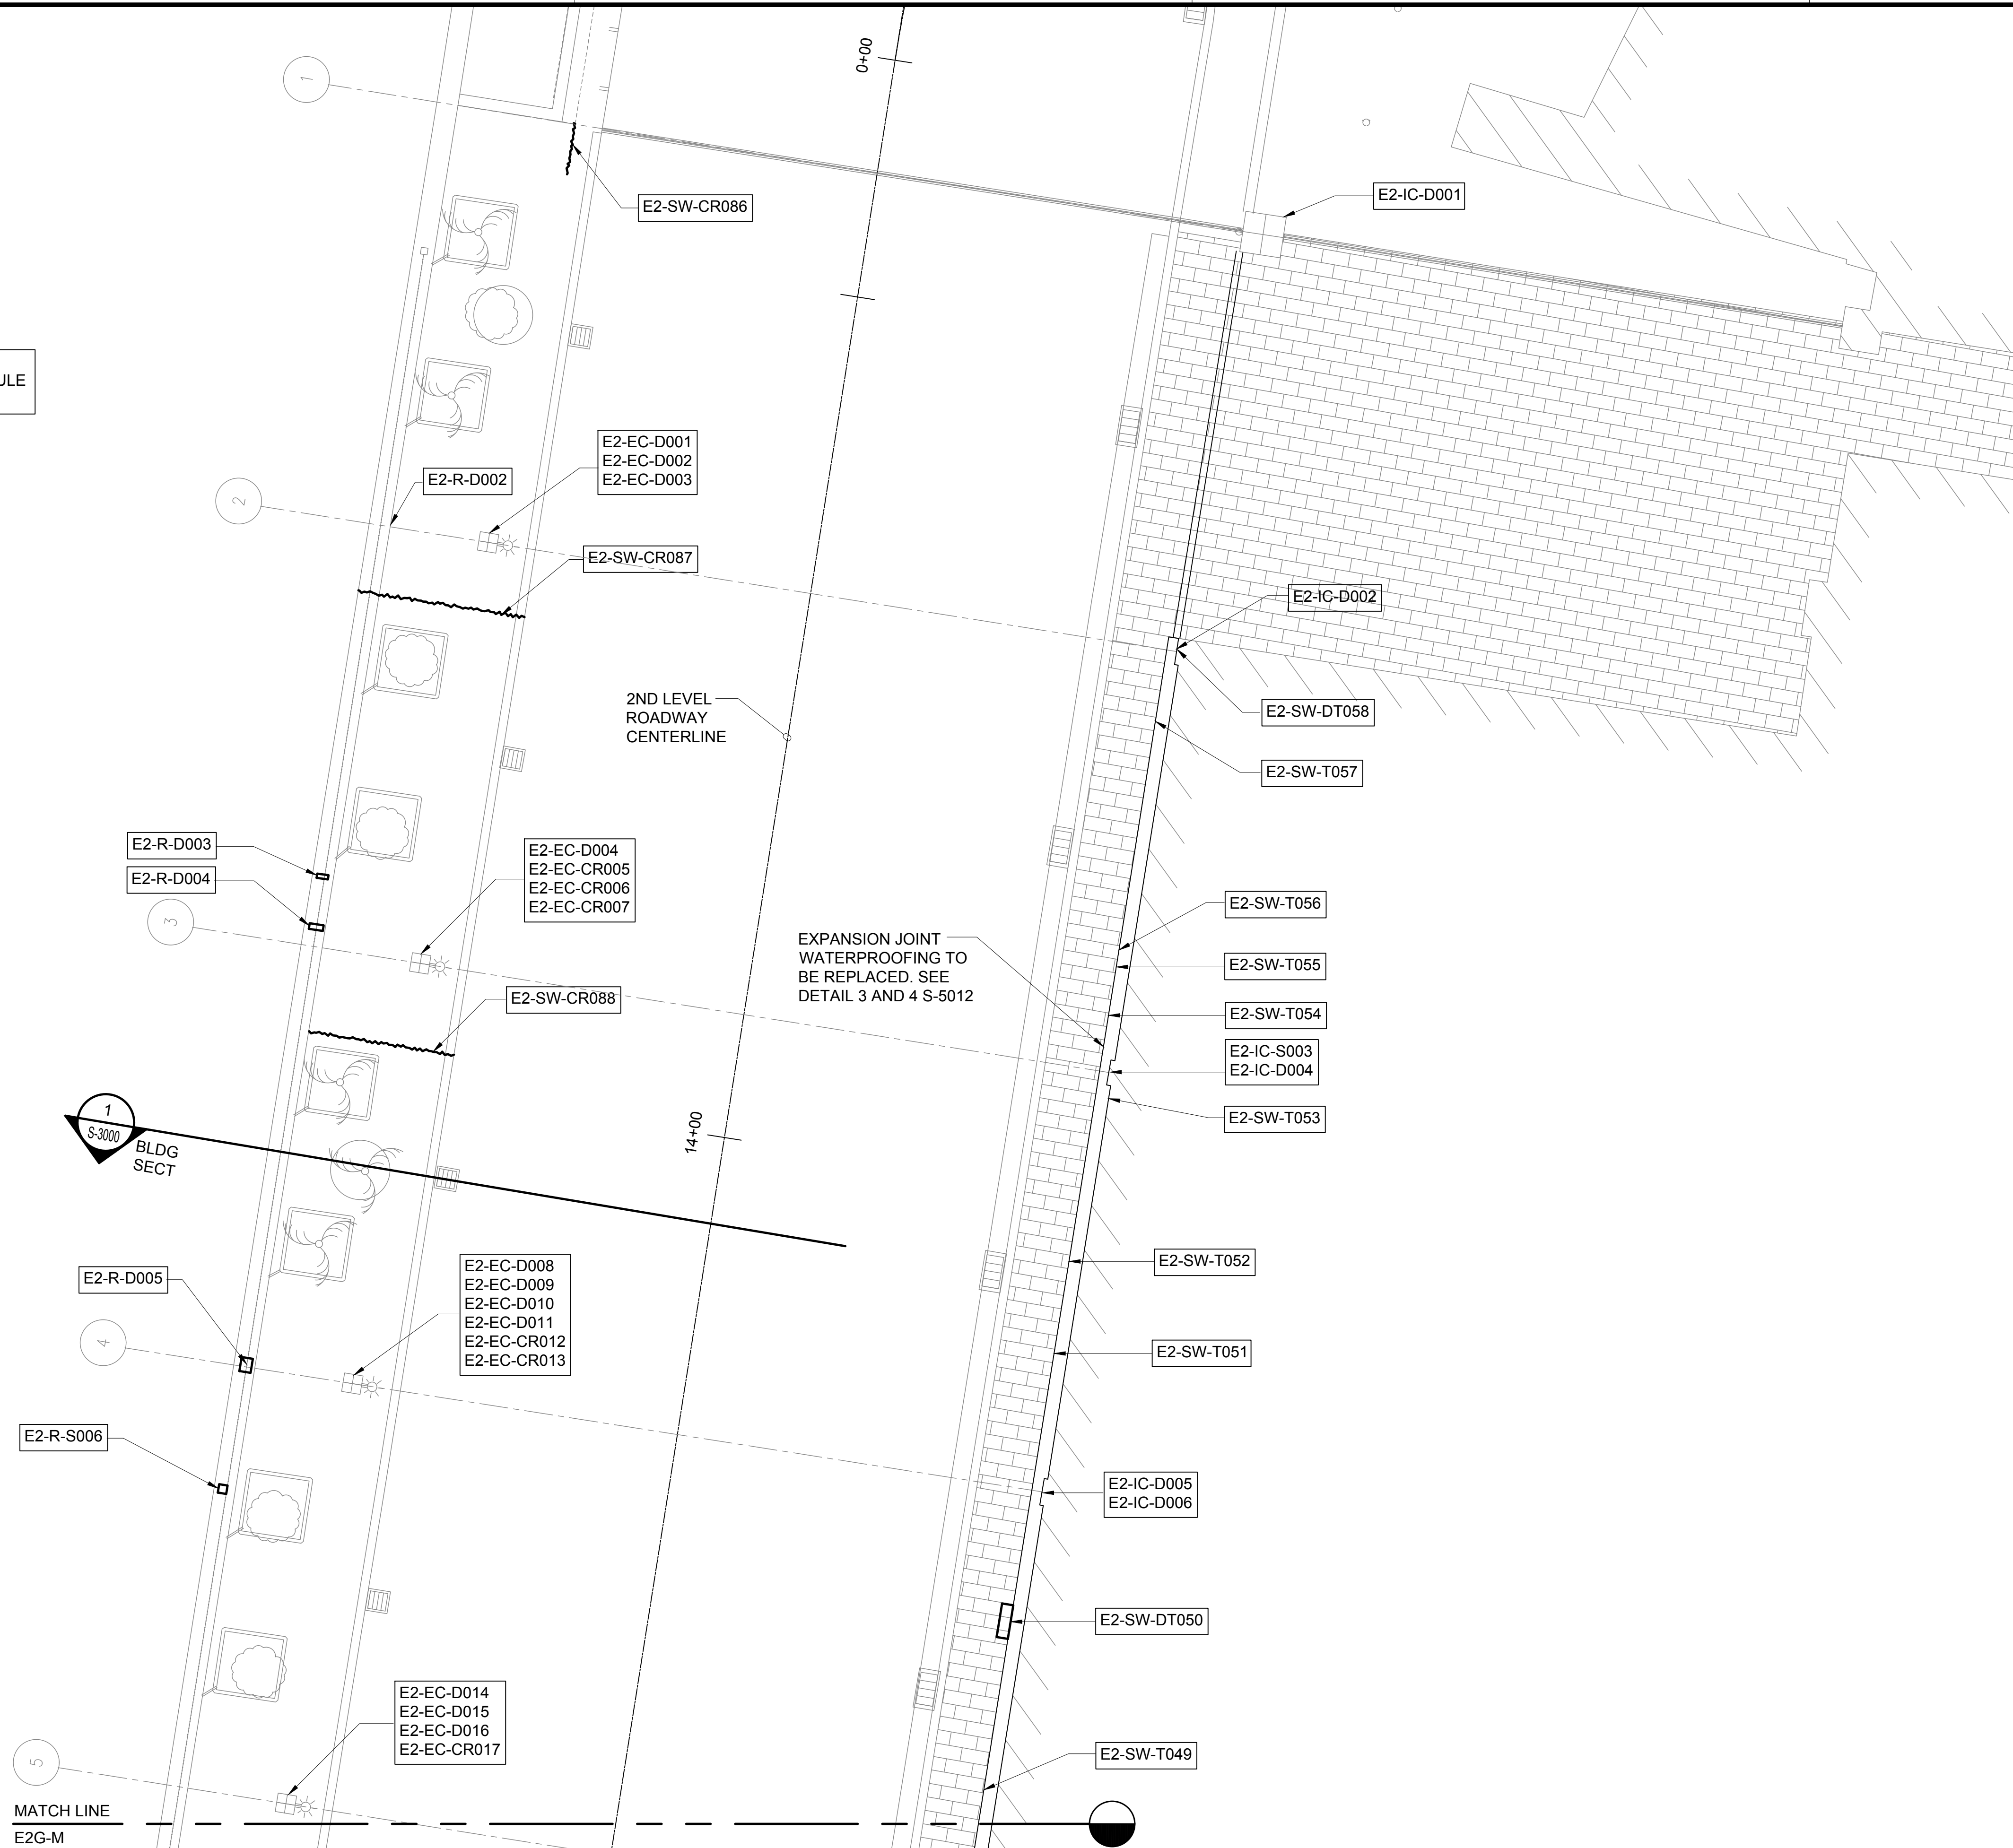 1
0+00
E2-SW-CR086
E2-IC-D001
ULE
E2-EC-D001
E2-EC-D002
E2-EC-D003
E2-R-D002
2
E2-SW-CR087
E2-IC-D002
2ND LEVEL
ROADWAY
CENTERLINE
E2-SW-DT058
E2-SW-T057
E2-R-D003
E2-R-D004
E2-EC-D004
E2-EC-CR005
E2-EC-CR006
E2-EC-CR007
3
E2-SW-T056
EXPANSION JOINT
WATERPROOFING TO
BE REPLACED. SEE
DETAIL 3 AND 4 S-5012
E2-SW-T055
E2-SW-CR088
E2-SW-T054
E2-IC-S003
E2-IC-D004
E2-SW-T053
1
S-3000
BLDG
SECT
14+00
E2-R-D005
E2-EC-D008
E2-EC-D009
E2-EC-D010
E2-EC-D011
E2-EC-CR012
E2-EC-CR013
E2-SW-T052
4
E2-SW-T051
E2-R-S006
E2-IC-D005
E2-IC-D006
E2-SW-DT050
E2-EC-D014
E2-EC-D015
E2-EC-D016
E2-EC-CR017
5
E2-SW-T049
MATCH LINE
E2G-M